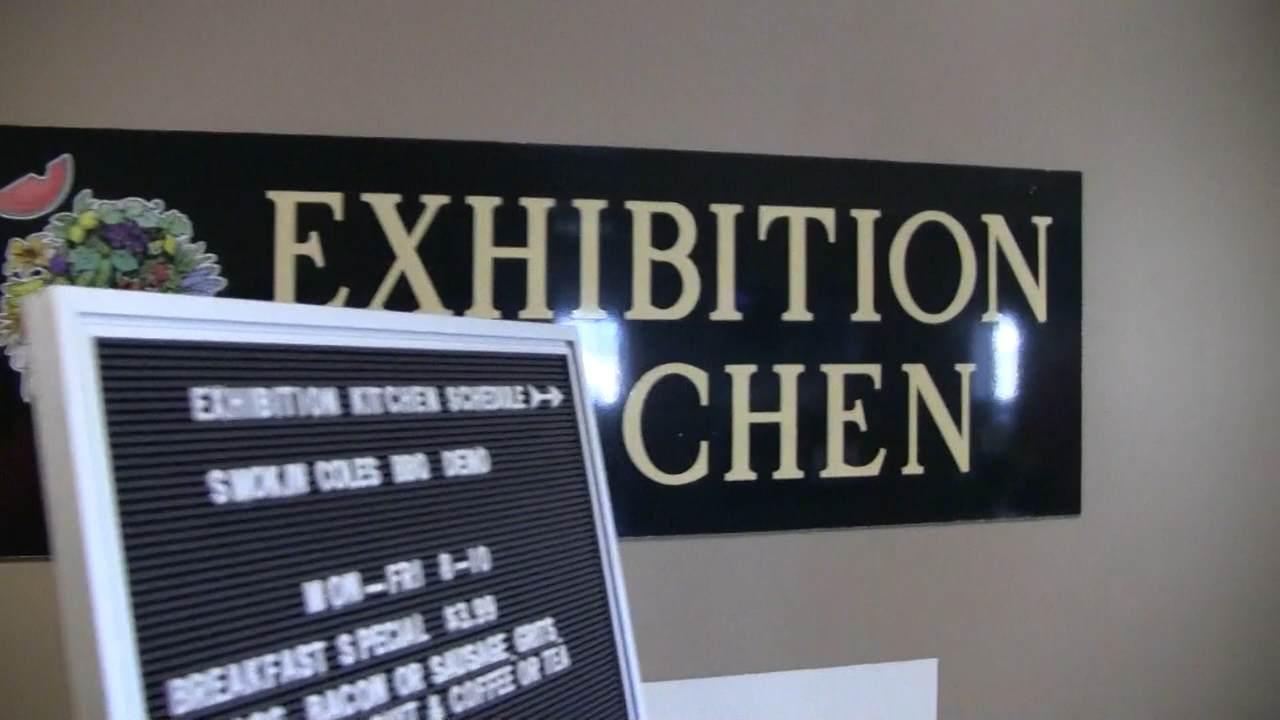 EXHIBITION
CHEN
EXHIBITION KITCHEN SCHEDULE
SMOKIN COLES BBQ DEMO
MON-FRI 8-10
BREAKFAST SPECIAL $3.99
BACON OR SAUSAGE GRITS,
& COFFEE OR TEA